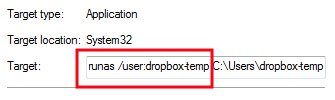 Target type: Application
Target location: System32
Target: runas /user:dropbox-temp C:\Users\dropbox-temp